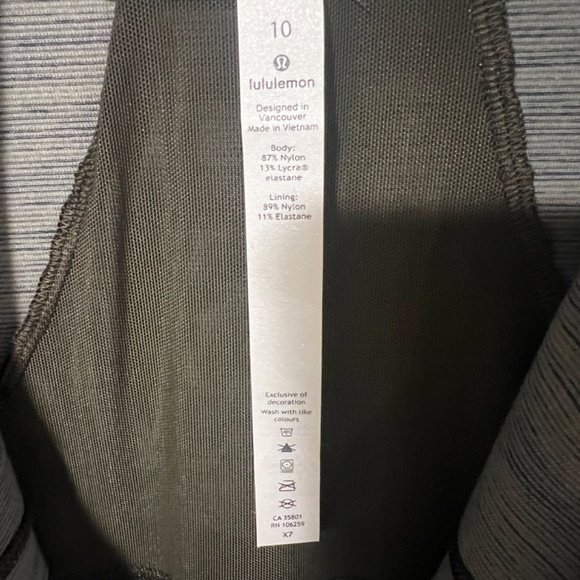 10
lululemon
Designed in
Vancouver
Made in Vietnam
Body:
87% Nylon
13% Lycra®
elastane
Lining:
89% Nylon
11% Elastane
Exclusive of
decoration
Wash with like
colours
CA 35801
RN 106259
X7